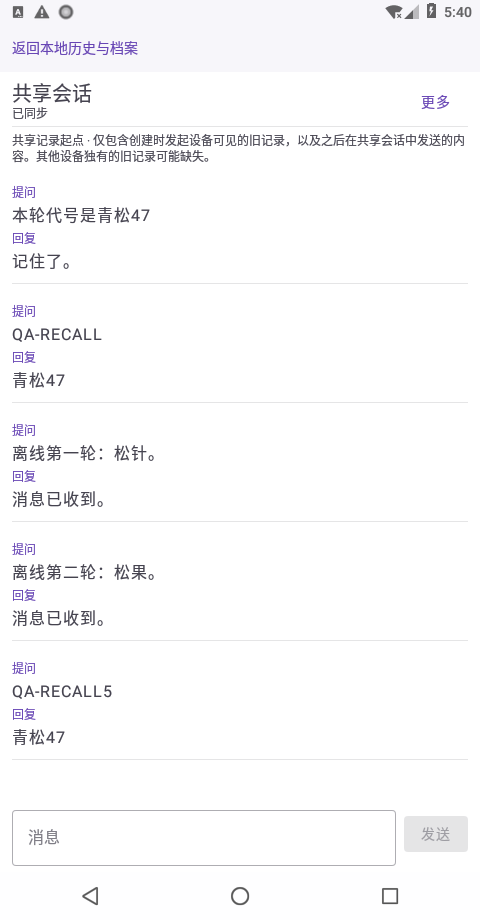 5:40
返回本地历史与档案
共享会话
更多
已同步
共享记录起点 · 仅包含创建时发起设备可见的旧记录，以及之后在共享会话中发送的内
容。其他设备独有的旧记录可能缺失。
提问
本轮代号是青松47
回复
记住了。
提问
QA-RECALL
回复
青松47
提问
离线第一轮：松针。
回复
消息已收到。
提问
离线第二轮：松果。
回复
消息已收到。
提问
QA-RECALL5
回复
青松47
消息
发送